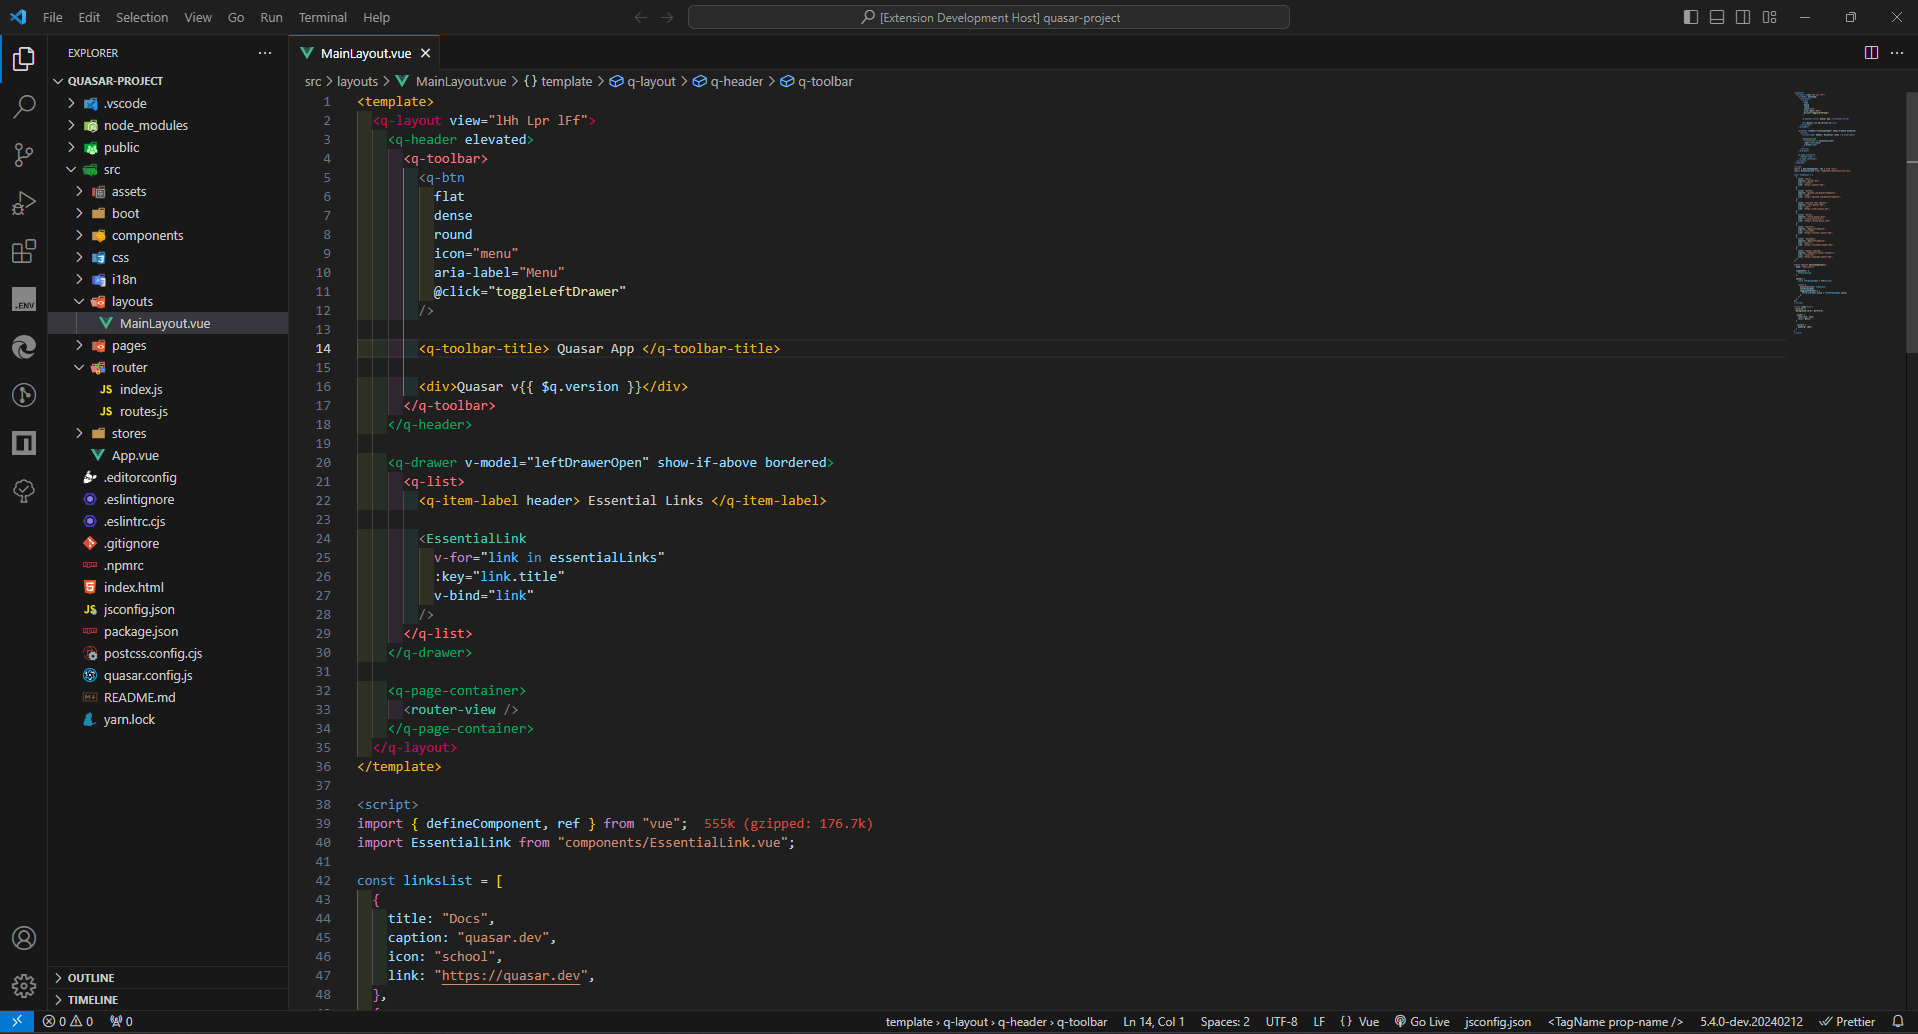 File Edit Selection View Go Run Terminal Help
[Extension Development Host] quasar-project
EXPLORER
QUASAR-PROJECT
.vscode
node_modules
public
src
assets
boot
components
css
i18n
layouts
MainLayout.vue
pages
router
JS index.js
JS routes.js
stores
App.vue
.editorconfig
.eslintignore
.eslintrc.cjs
.gitignore
.npmrc
index.html
JS jsconfig.json
package.json
postcss.config.cjs
quasar.config.js
README.md
yarn.lock
OUTLINE
TIMELINE
.ENV
MainLayout.vue
src > layouts > MainLayout.vue > {} template > q-layout > q-header > q-toolbar
1 <template>
2 <q-layout view="lHh Lpr lFf">
3 <q-header elevated>
4 <q-toolbar>
5 <q-btn
6 flat
7 dense
8 round
9 icon="menu"
10 aria-label="Menu"
11 @click="toggleLeftDrawer"
12 />
13
14 <q-toolbar-title> Quasar App </q-toolbar-title>
15
16 <div>Quasar v{{ $q.version }}</div>
17 </q-toolbar>
18 </q-header>
19
20 <q-drawer v-model="leftDrawerOpen" show-if-above bordered>
21 <q-list>
22 <q-item-label header> Essential Links </q-item-label>
23
24 <EssentialLink
25 v-for="link in essentialLinks"
26 :key="link.title"
27 v-bind="link"
28 />
29 </q-list>
30 </q-drawer>
31
32 <q-page-container>
33 <router-view />
34 </q-page-container>
35 </q-layout>
36 </template>
37
38 <script>
39 import { defineComponent, ref } from "vue"; 555k (gzipped: 176.7k)
40 import EssentialLink from "components/EssentialLink.vue";
41
42 const linksList = [
43 {
44 title: "Docs",
45 caption: "quasar.dev",
46 icon: "school",
47 link: "https://quasar.dev",
48 },
0 0 0
template › q-layout › q-header › q-toolbar Ln 14, Col 1 Spaces: 2 UTF-8 LF {} Vue Go Live jsconfig.json <TagName prop-name /> 5.4.0-dev.20240212 Prettier